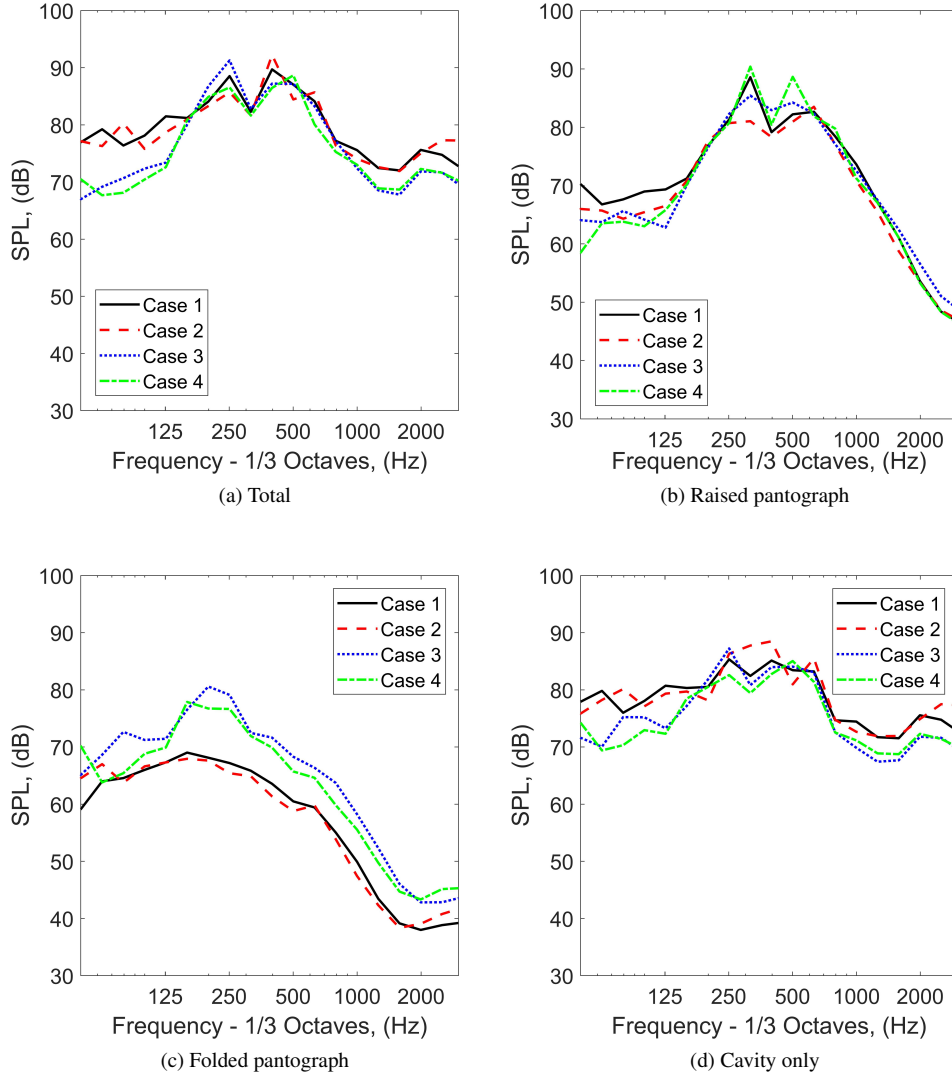 100
90
80
70
60
50
40
30
SPL, (dB)
Case 1
Case 2
Case 3
Case 4
125 250 500 1000 2000
Frequency - 1/3 Octaves, (Hz)
(a) Total
100
90
80
70
60
50
40
30
SPL, (dB)
Case 1
Case 2
Case 3
Case 4
125 250 500 1000 2000
Frequency - 1/3 Octaves, (Hz)
(b) Raised pantograph
100
90
80
70
60
50
40
30
SPL, (dB)
Case 1
Case 2
Case 3
Case 4
125 250 500 1000 2000
Frequency - 1/3 Octaves, (Hz)
(c) Folded pantograph
100
90
80
70
60
50
40
30
SPL, (dB)
Case 1
Case 2
Case 3
Case 4
125 250 500 1000 2000
Frequency - 1/3 Octaves, (Hz)
(d) Cavity only